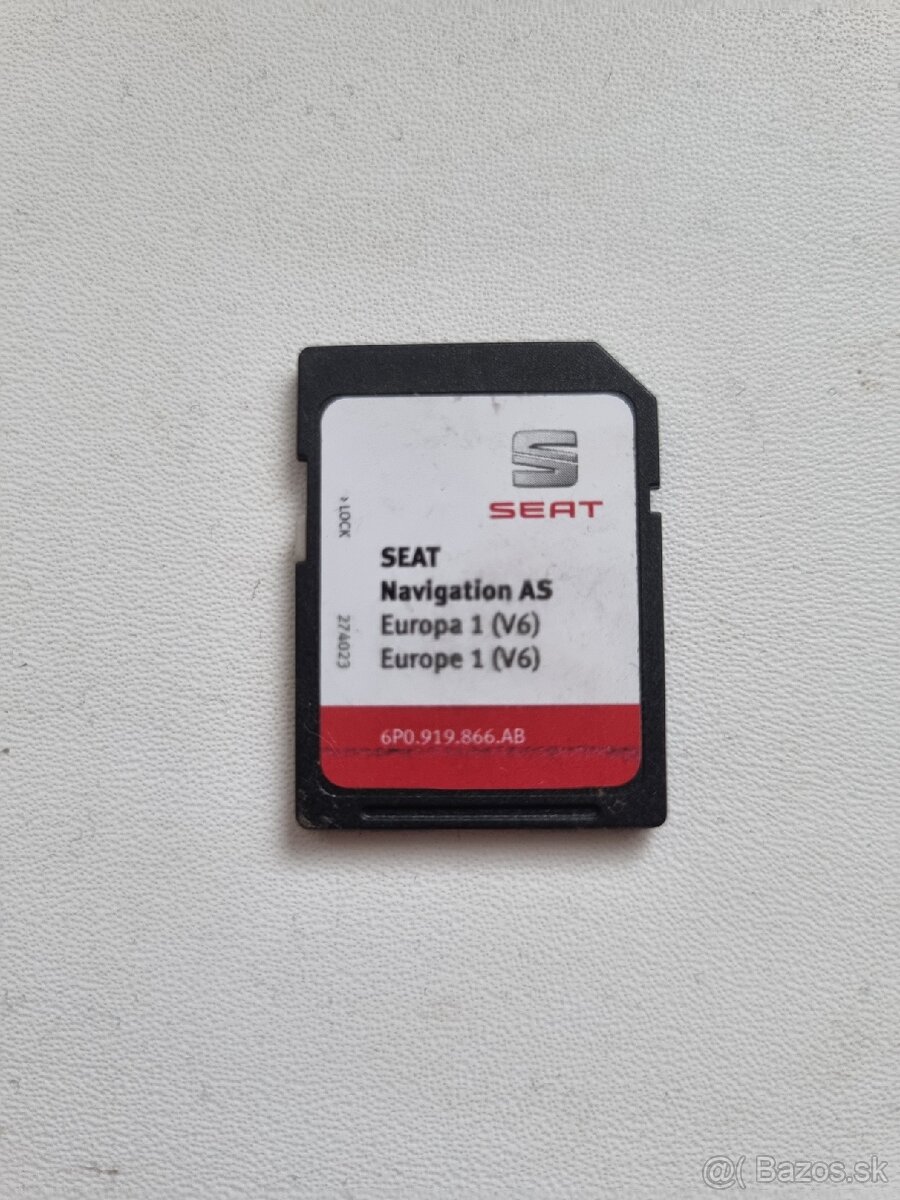 SEAT
LOCK
SEAT
Navigation AS
Europa 1 (V6)
Europe 1 (V6)
274023
6P0.919.866.AB
@( Bazos.sk